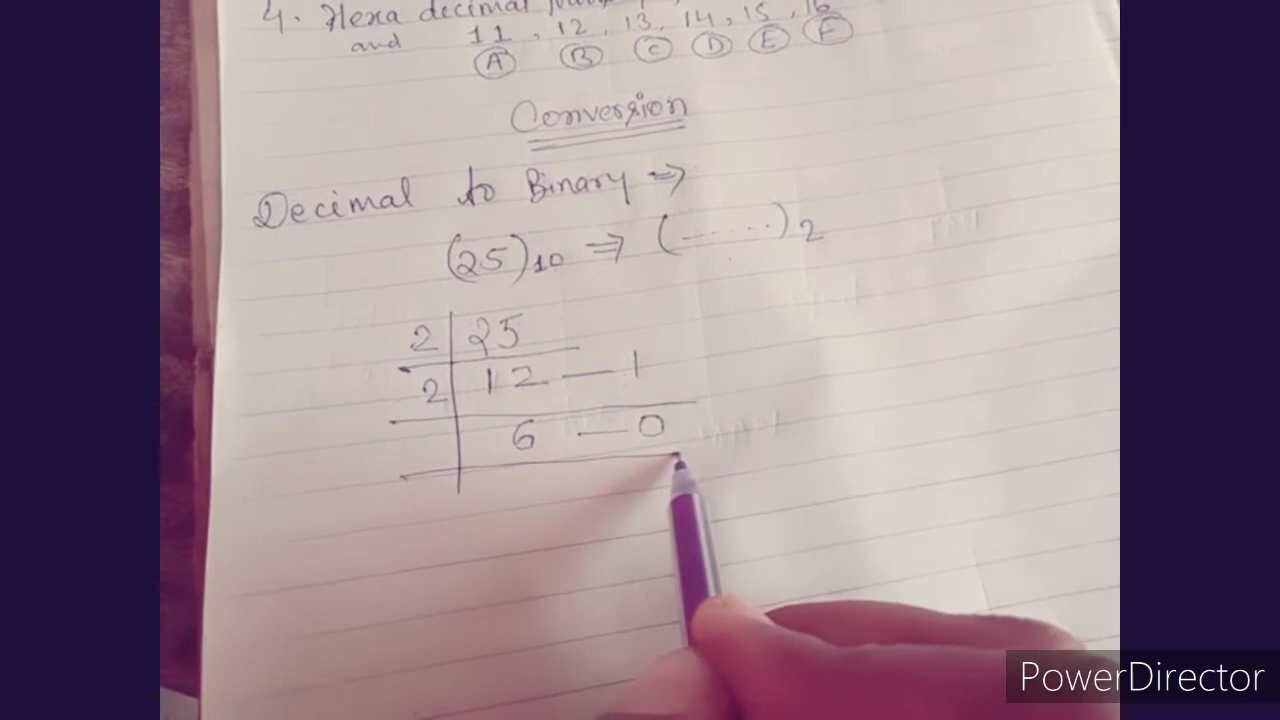 4. Hexa decimal
and 11, 12, 13, 14, 15, 16
A B C D E F
Conversion
Decimal to Binary ⇒
(25)10 ⇒ (......)2
2 25
2 12 — 1
6 — 0
PowerDirector